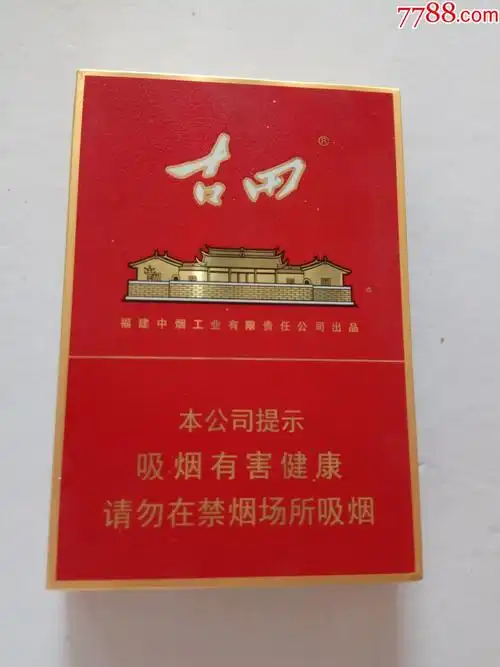 7788.com
古田®
福建中烟工业有限责任公司出品
本公司提示
吸烟有害健康
请勿在禁烟场所吸烟